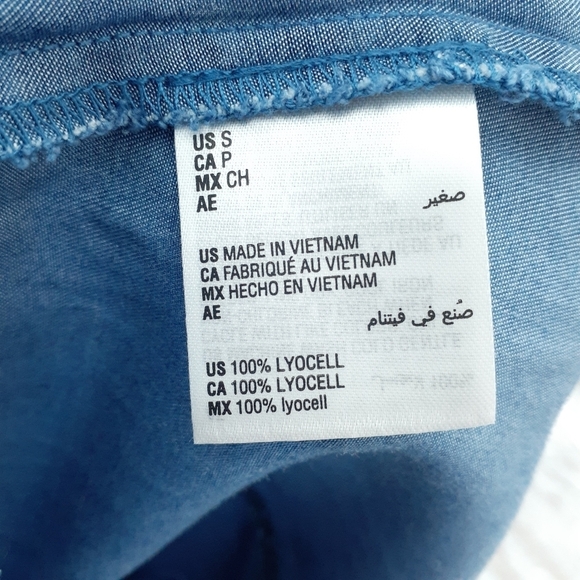 US S
CA P
MX CH
AE
صغير
US MADE IN VIETNAM
CA FABRIQUÉ AU VIETNAM
MX HECHO EN VIETNAM
AE
صُنع في فيتنام
US 100% LYOCELL
CA 100% LYOCELL
MX 100% lyocell